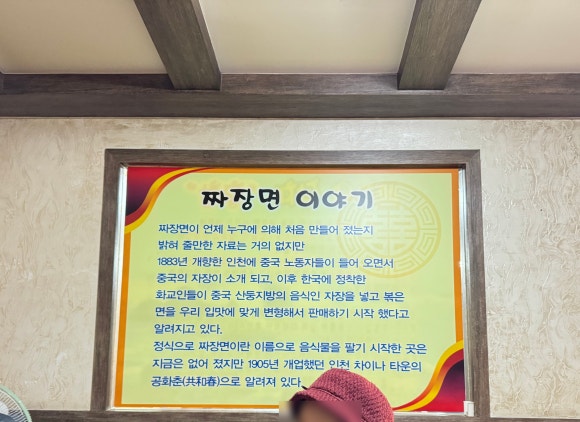 짜장면 이야기
짜장면이 언제 누구에 의해 처음 만들어 졌는지
밝혀 줄만한 자료는 거의 없지만
1883년 개항한 인천에 중국 노동자들이 들어 오면서
중국의 자장이 소개 되고, 이후 한국에 정착한
화교인들이 중국 산둥지방의 음식인 자장을 넣고 볶은
면을 우리 입맛에 맞게 변형해서 판매하기 시작 했다고
알려지고 있다.
정식으로 짜장면이란 이름으로 음식물을 팔기 시작한 곳은
지금은 없어 졌지만 1905년 개업했던 인천 차이나 타운의
공화춘(共和春)으로 알려져 있다